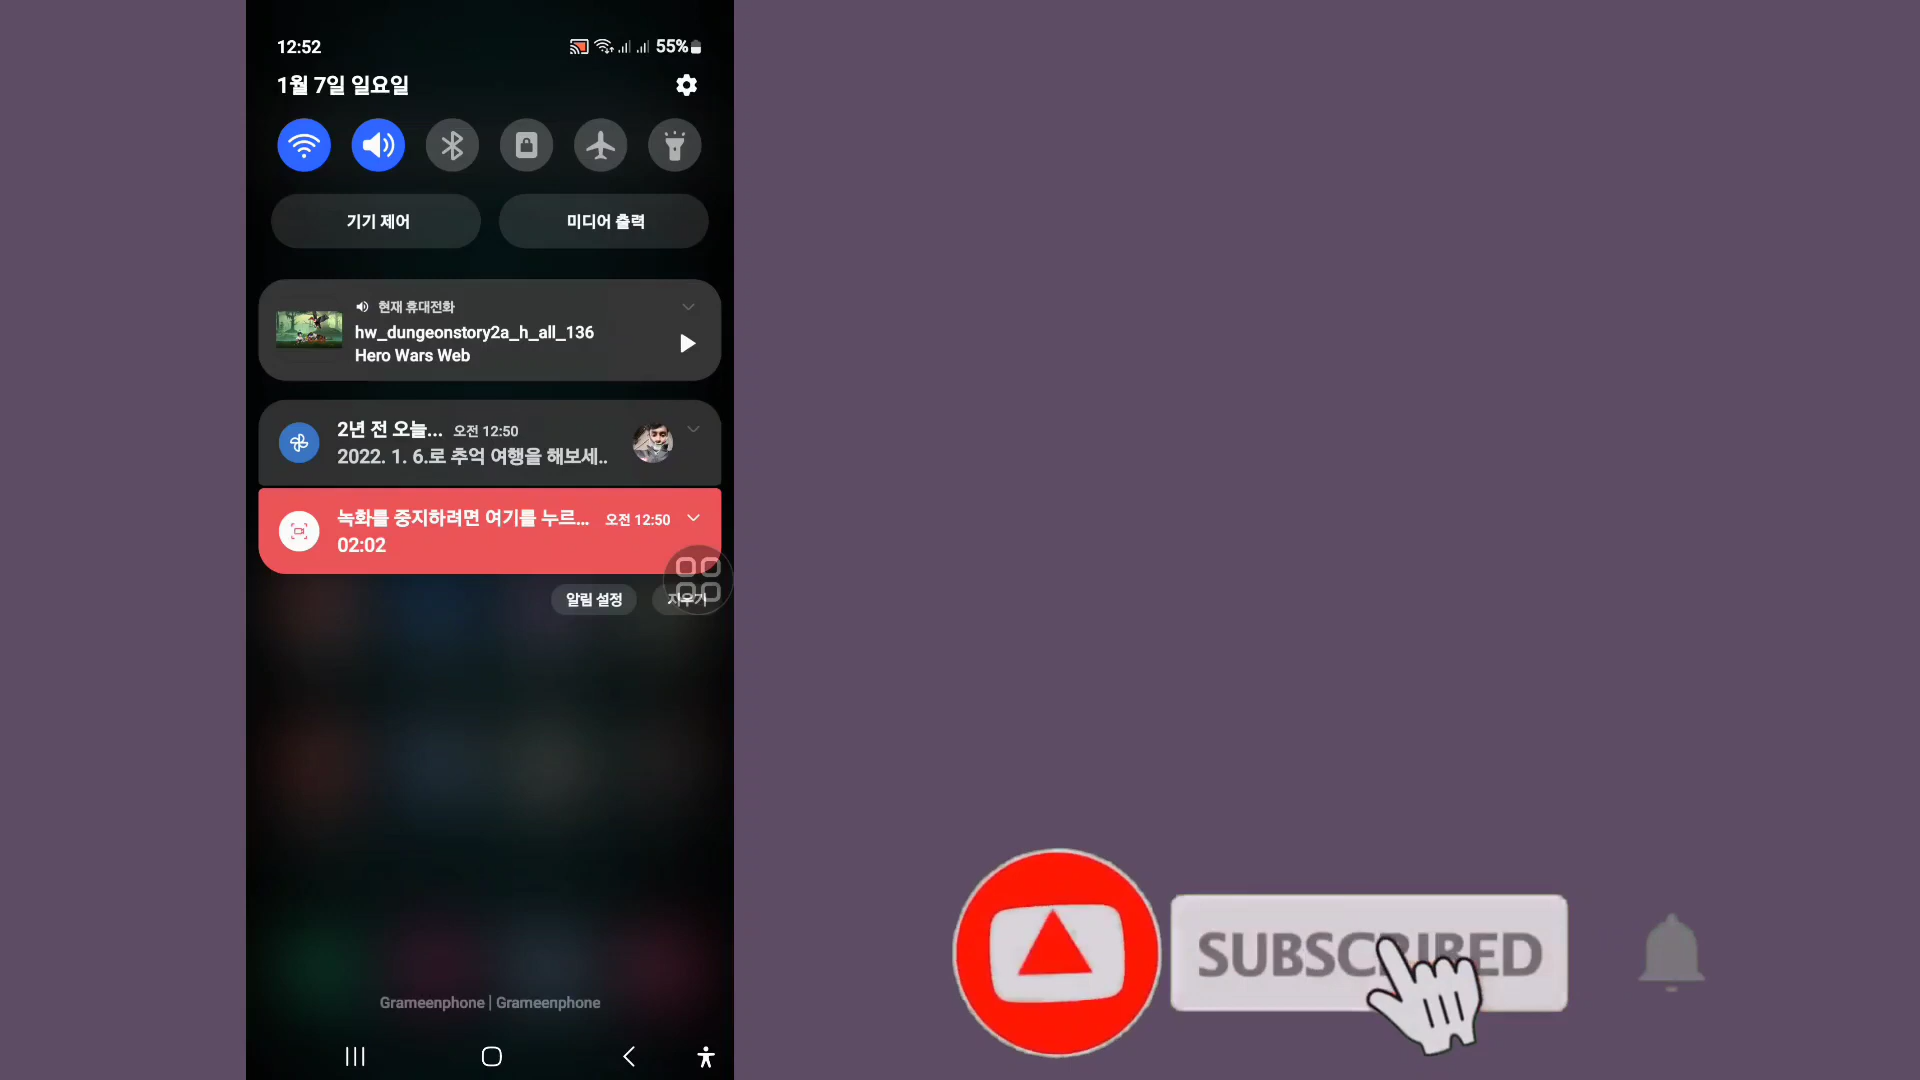 12:52
55%
1월 7일 일요일
기기 제어
미디어 출력
현재 휴대전화
hw_dungeonstory2a_h_all_136
Hero Wars Web
2년 전 오늘... 오전 12:50
2022. 1. 6.로 추억 여행을 해보세..
녹화를 중지하려면 여기를 누르... 오전 12:50
02:02
알림 설정
지우기
Grameenphone | Grameenphone
SUBSCRIBED